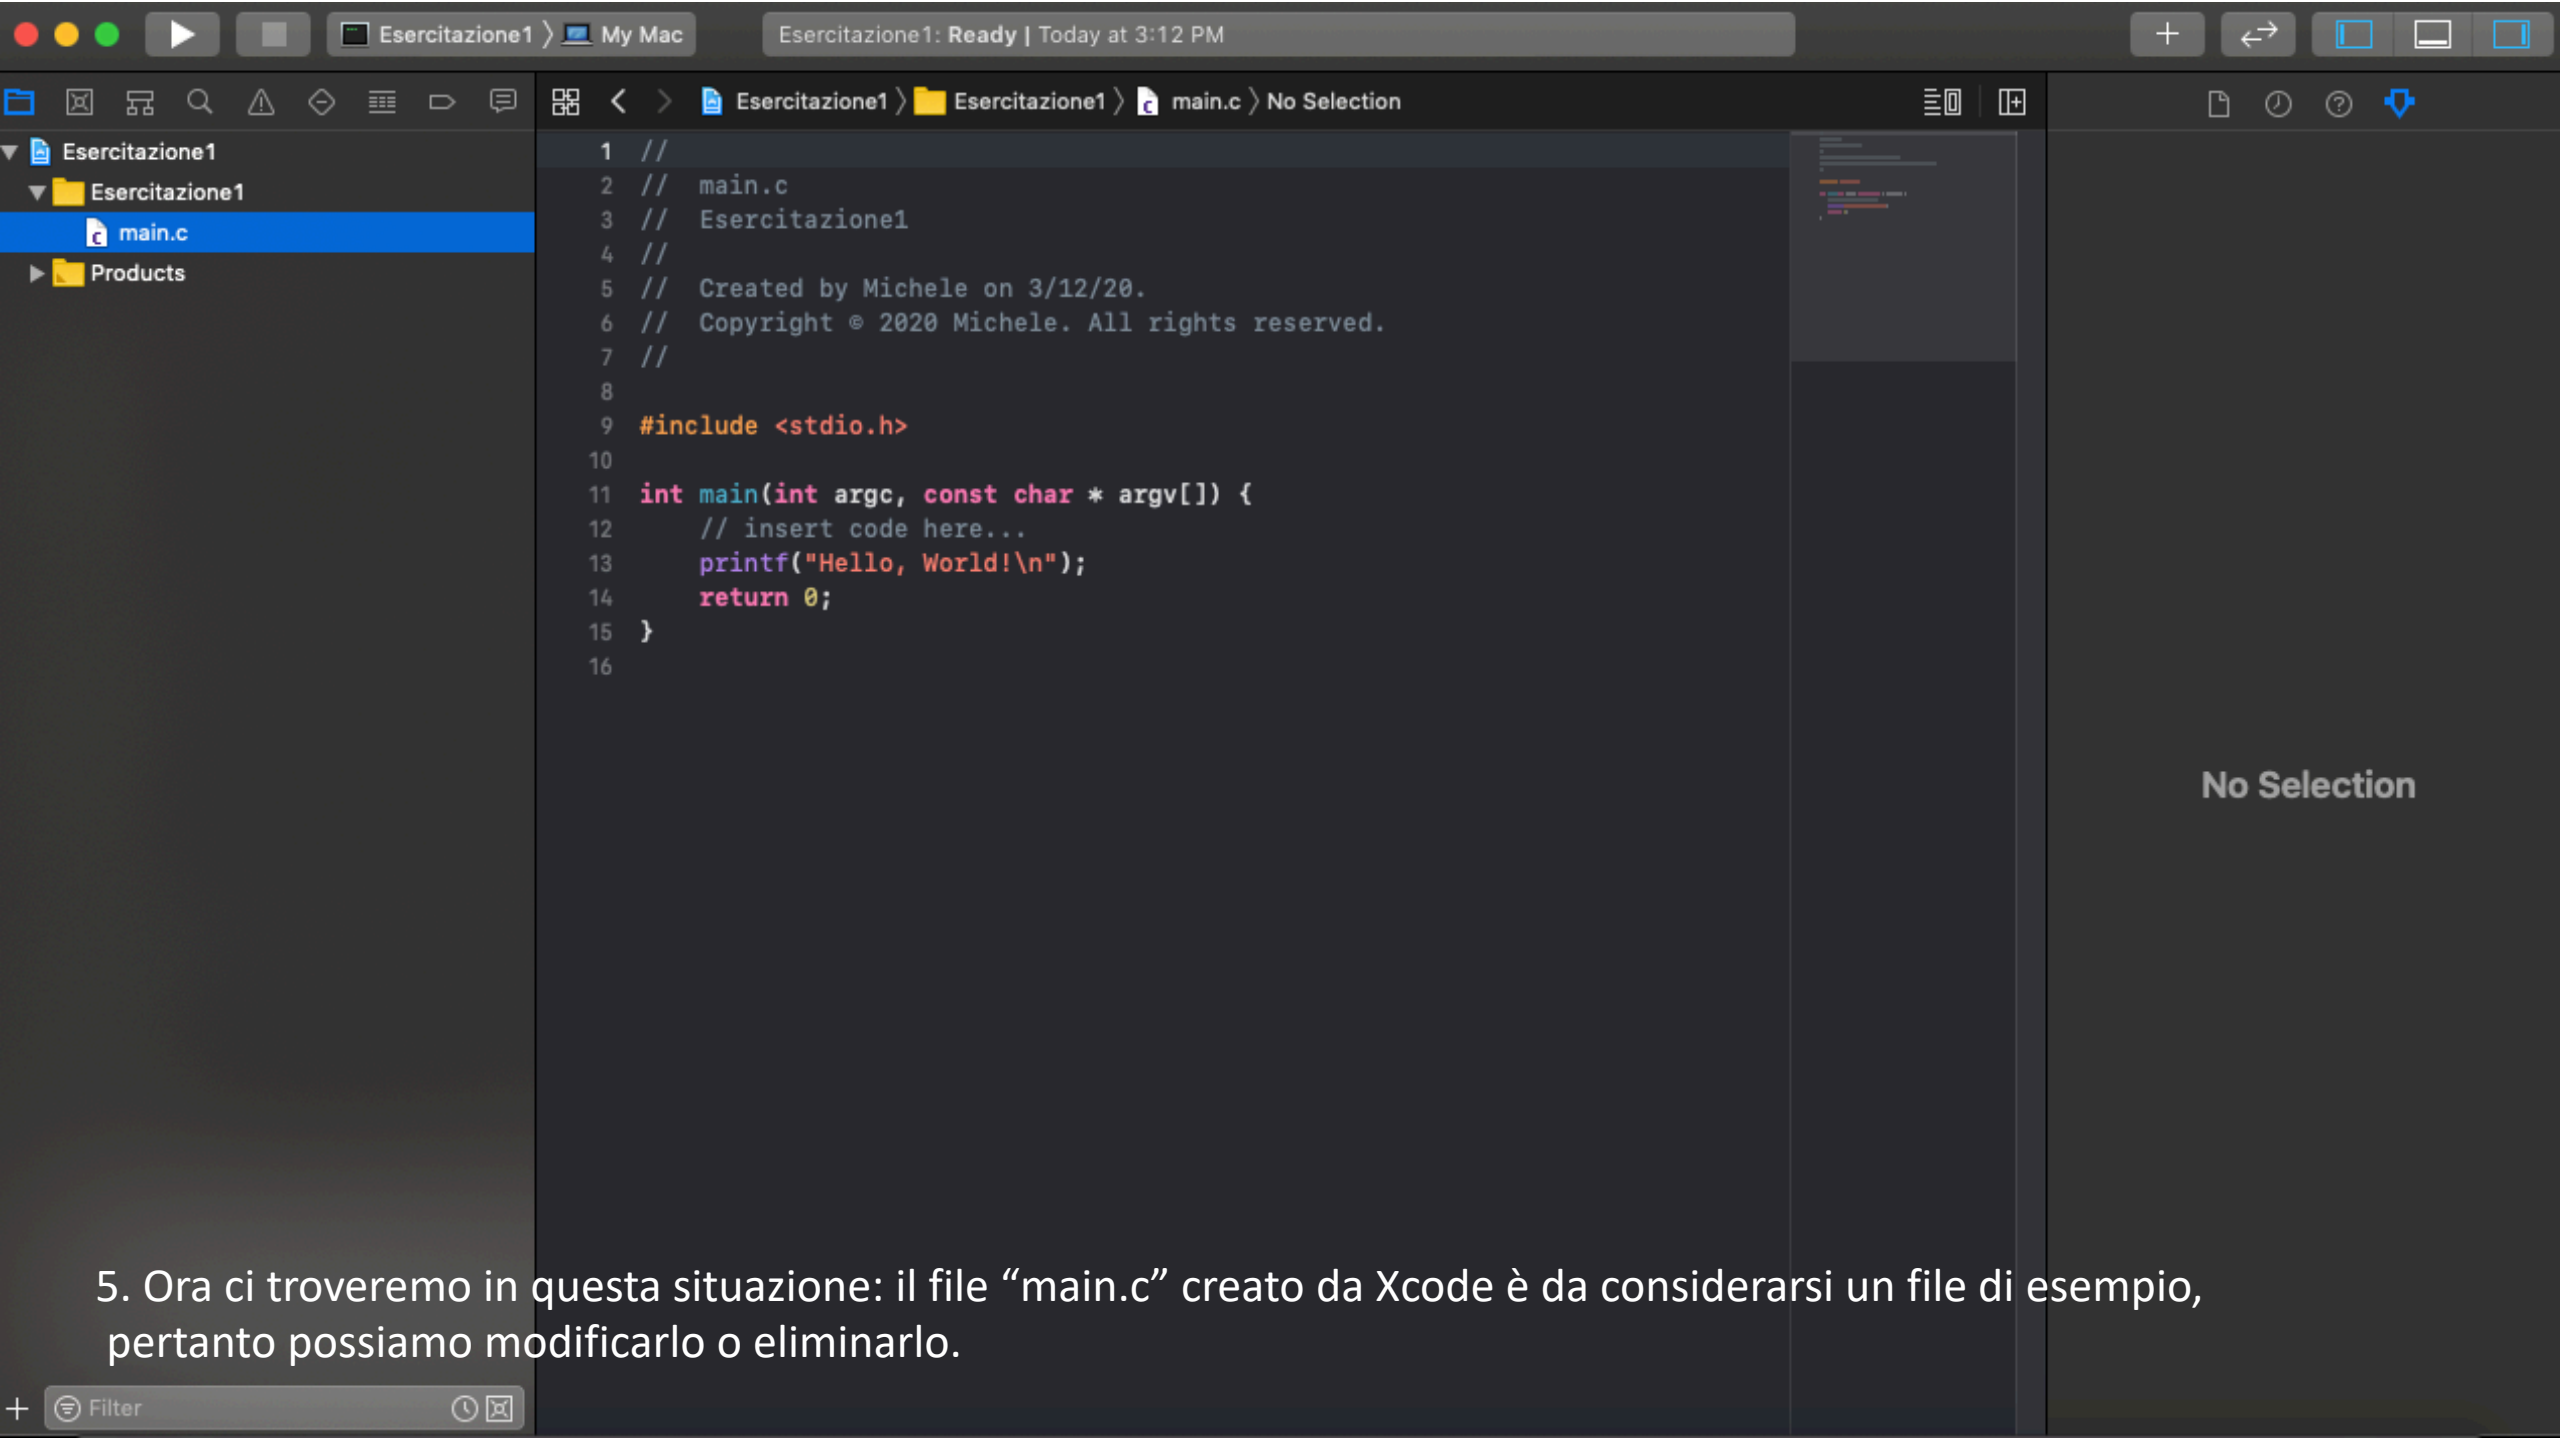 Esercitazione1 〉 My Mac
Esercitazione1: Ready | Today at 3:12 PM
Esercitazione1 〉 Esercitazione1 〉 main.c 〉 No Selection
Esercitazione1
Esercitazione1
main.c
Products
1 //
2 //  main.c
3 //  Esercitazione1
4 //
5 //  Created by Michele on 3/12/20.
6 //  Copyright © 2020 Michele. All rights reserved.
7 //
8
9 #include <stdio.h>
10
11 int main(int argc, const char * argv[]) {
12     // insert code here...
13     printf("Hello, World!\n");
14     return 0;
15 }
16
No Selection
5. Ora ci troveremo in questa situazione: il file “main.c” creato da Xcode è da considerarsi un file di esempio,
pertanto possiamo modificarlo o eliminarlo.
Filter